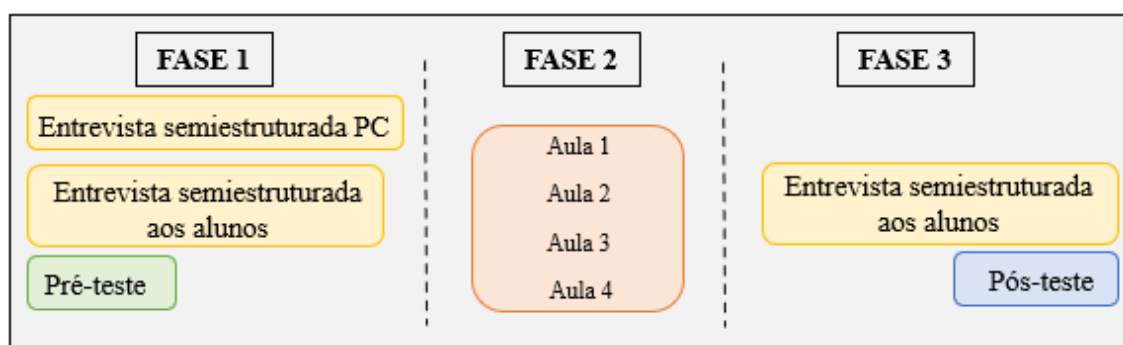 FASE 1
Entrevista semiestruturada PC
Entrevista semiestruturada
aos alunos
Pré-teste
FASE 2
Aula 1
Aula 2
Aula 3
Aula 4
FASE 3
Entrevista semiestruturada
aos alunos
Pós-teste